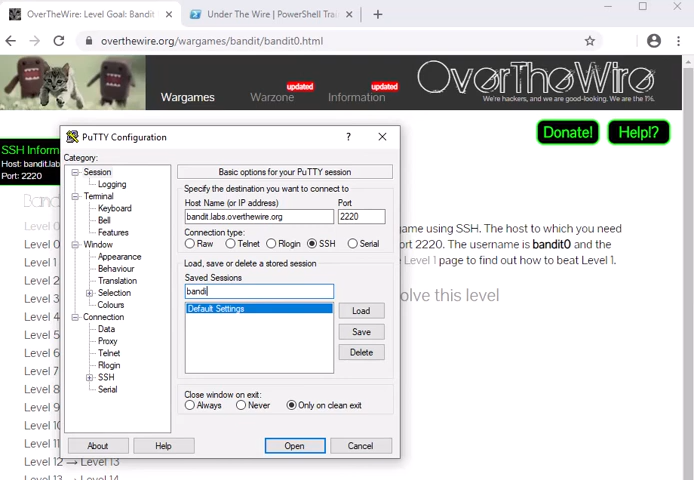 OverTheWire: Level Goal: Bandit
Under The Wire | PowerShell Trai
overthewire.org/wargames/bandit/bandit0.html
Wargames
Warzone
updated
Information
updated
OverTheWire
We're hackers, and we are good-looking. We are the 1%.
Donate!
Help!?
SSH Inform
Host: bandit.lab
Port: 2220
PuTTY Configuration
?
Category:
Session
Logging
Terminal
Keyboard
Bell
Features
Window
Appearance
Behaviour
Translation
Selection
Colours
Connection
Data
Proxy
Telnet
Rlogin
SSH
Serial
Basic options for your PuTTY session
Specify the destination you want to connect to
Host Name (or IP address)
Port
bandit.labs.overthewire.org
2220
Connection type:
Raw
Telnet
Rlogin
SSH
Serial
Load, save or delete a stored session
Saved Sessions
bandi
Default Settings
Load
Save
Delete
Close window on exit:
Always
Never
Only on clean exit
About
Help
Open
Cancel
Level 0
Level 0
Level 1
Level 2
Level 3
Level 4
Level 5
Level 6
Level 7
Level 8
Level 9
Level 10
Level 11
Level 12 → Level 13
game using SSH. The host to which you need
ort 2220. The username is bandit0 and the
Level 1 page to find out how to beat Level 1.
olve this level